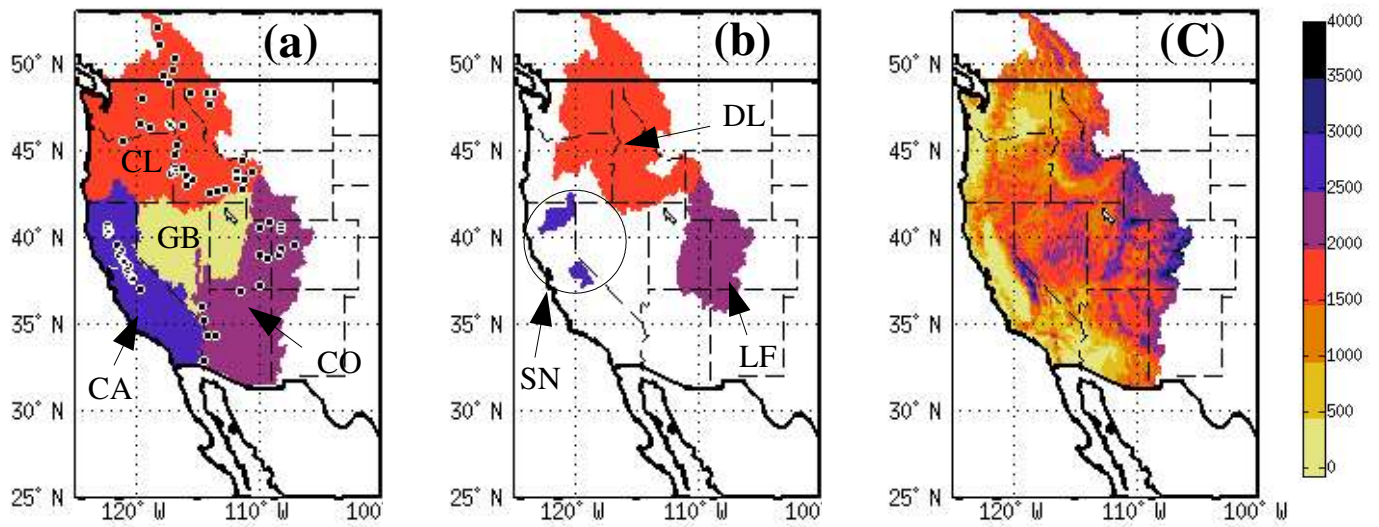 (a) (b) (C)
50° N 50° N 50° N
45° N 45° N 45° N
40° N 40° N 40° N
35° N 35° N 35° N
30° N 30° N 30° N
25° N 25° N 25° N
120° W 110° W 100 120° W 110° W 100° W 120° W 110° W 100° W
CL
GB
CA
CO
DL
SN
LF
4000
3500
3000
2500
2000
1500
1000
500
0